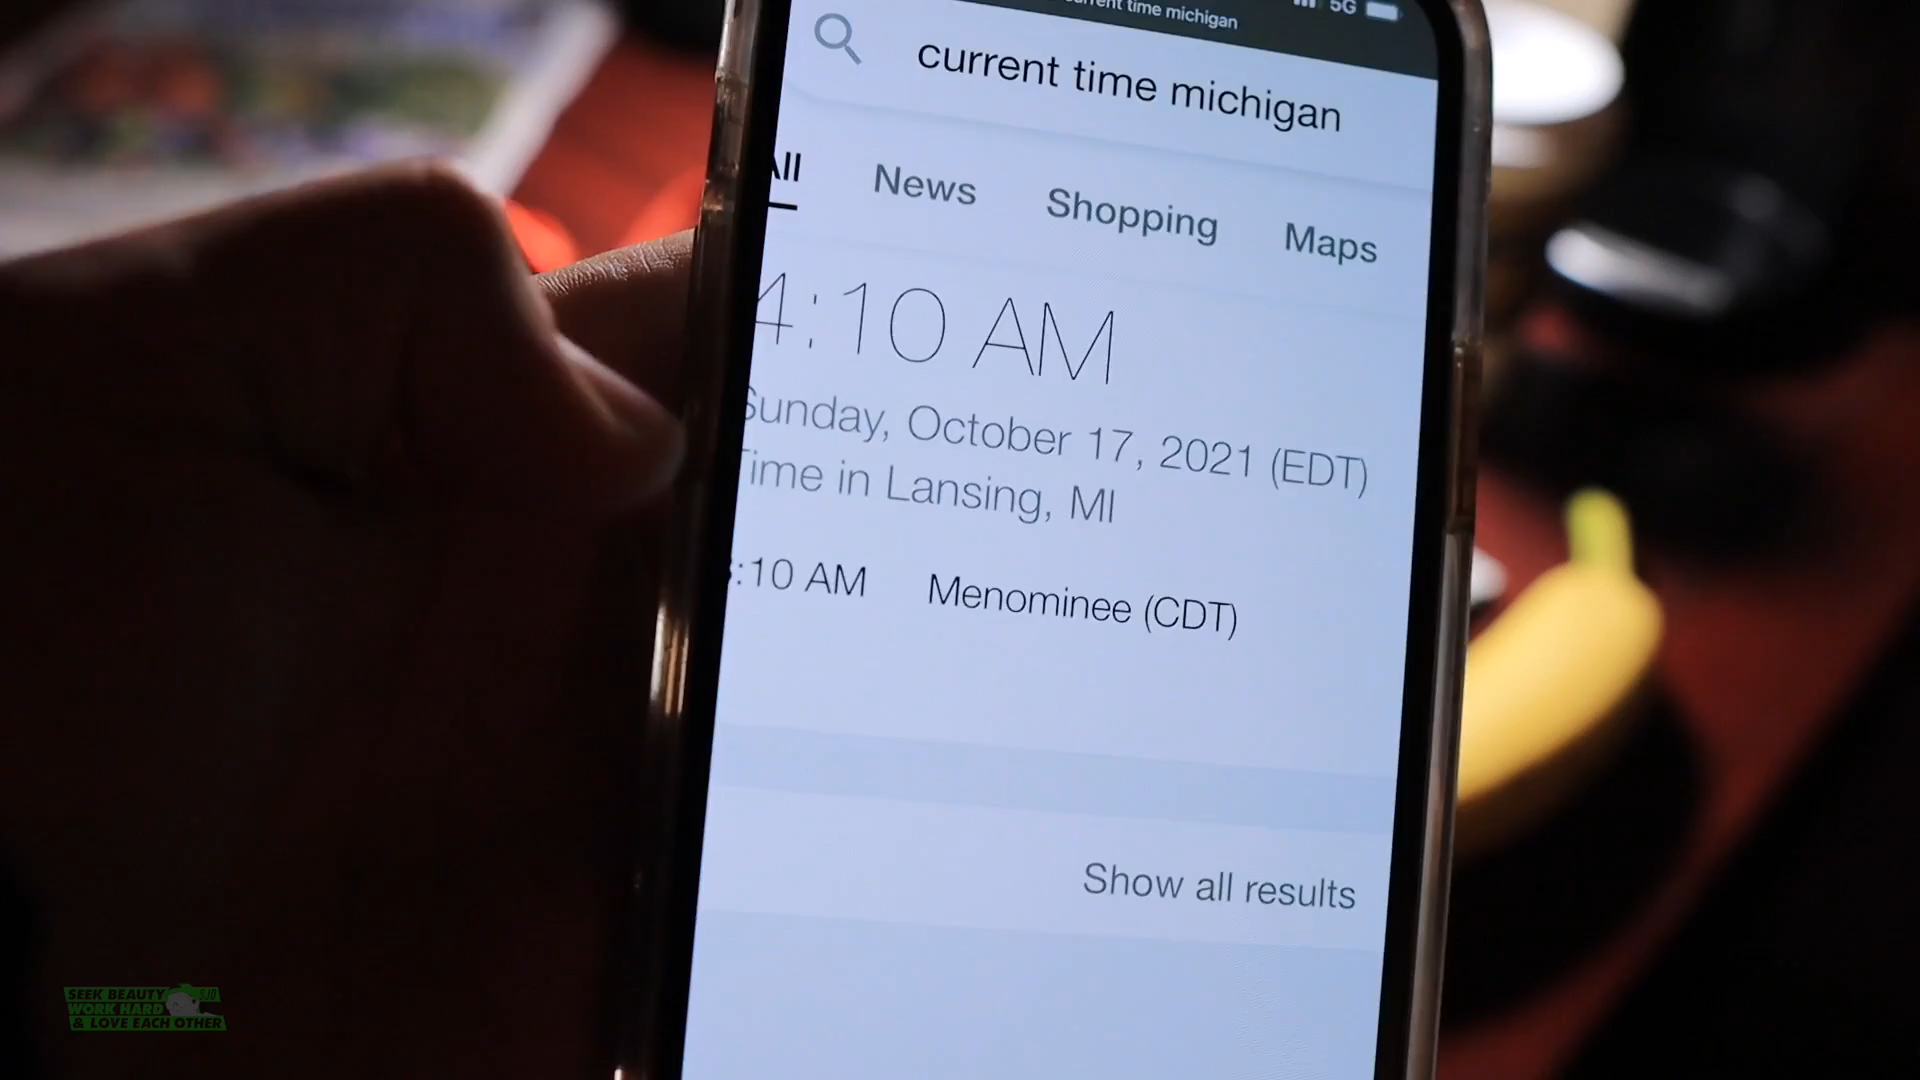 current time michigan
5G
current time michigan
All News Shopping Maps
4:10 AM
Sunday, October 17, 2021 (EDT)
Time in Lansing, MI
:10 AM Menominee (CDT)
Show all results
SEEK BEAUTY
WORK HARD
& LOVE EACH OTHER